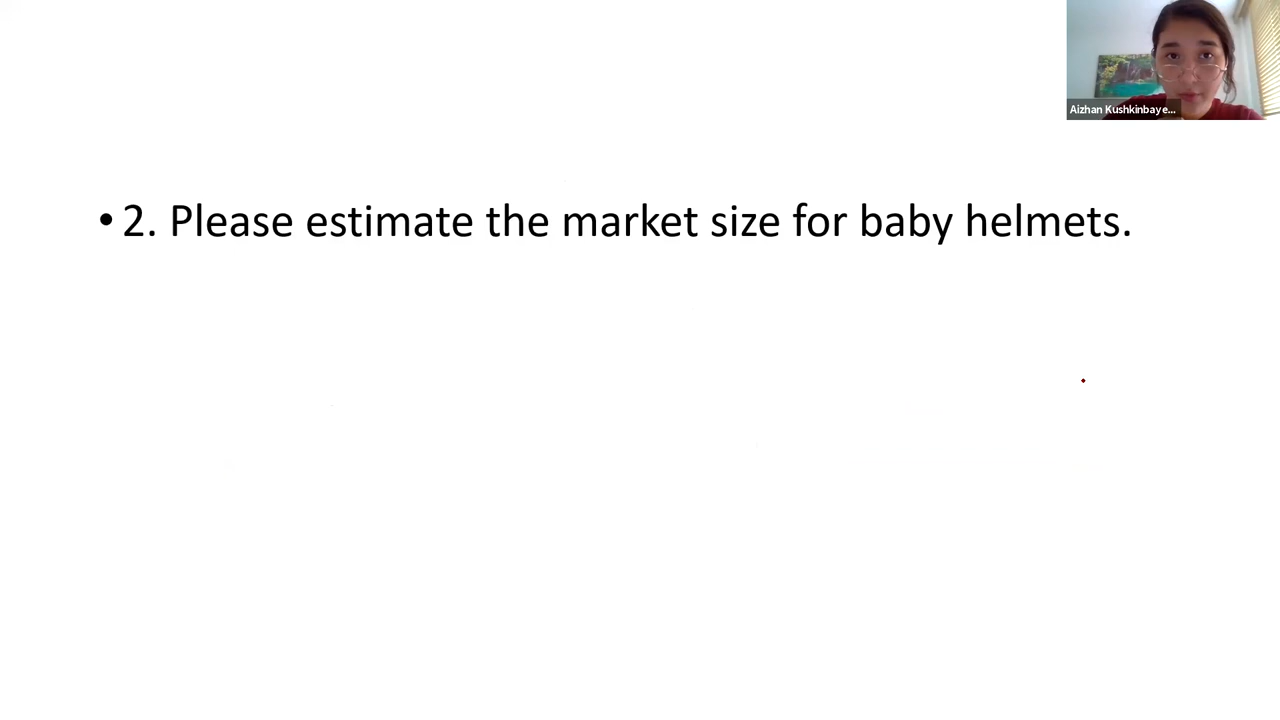 Aizhan Kushkinbaye...
• 2. Please estimate the market size for baby helmets.